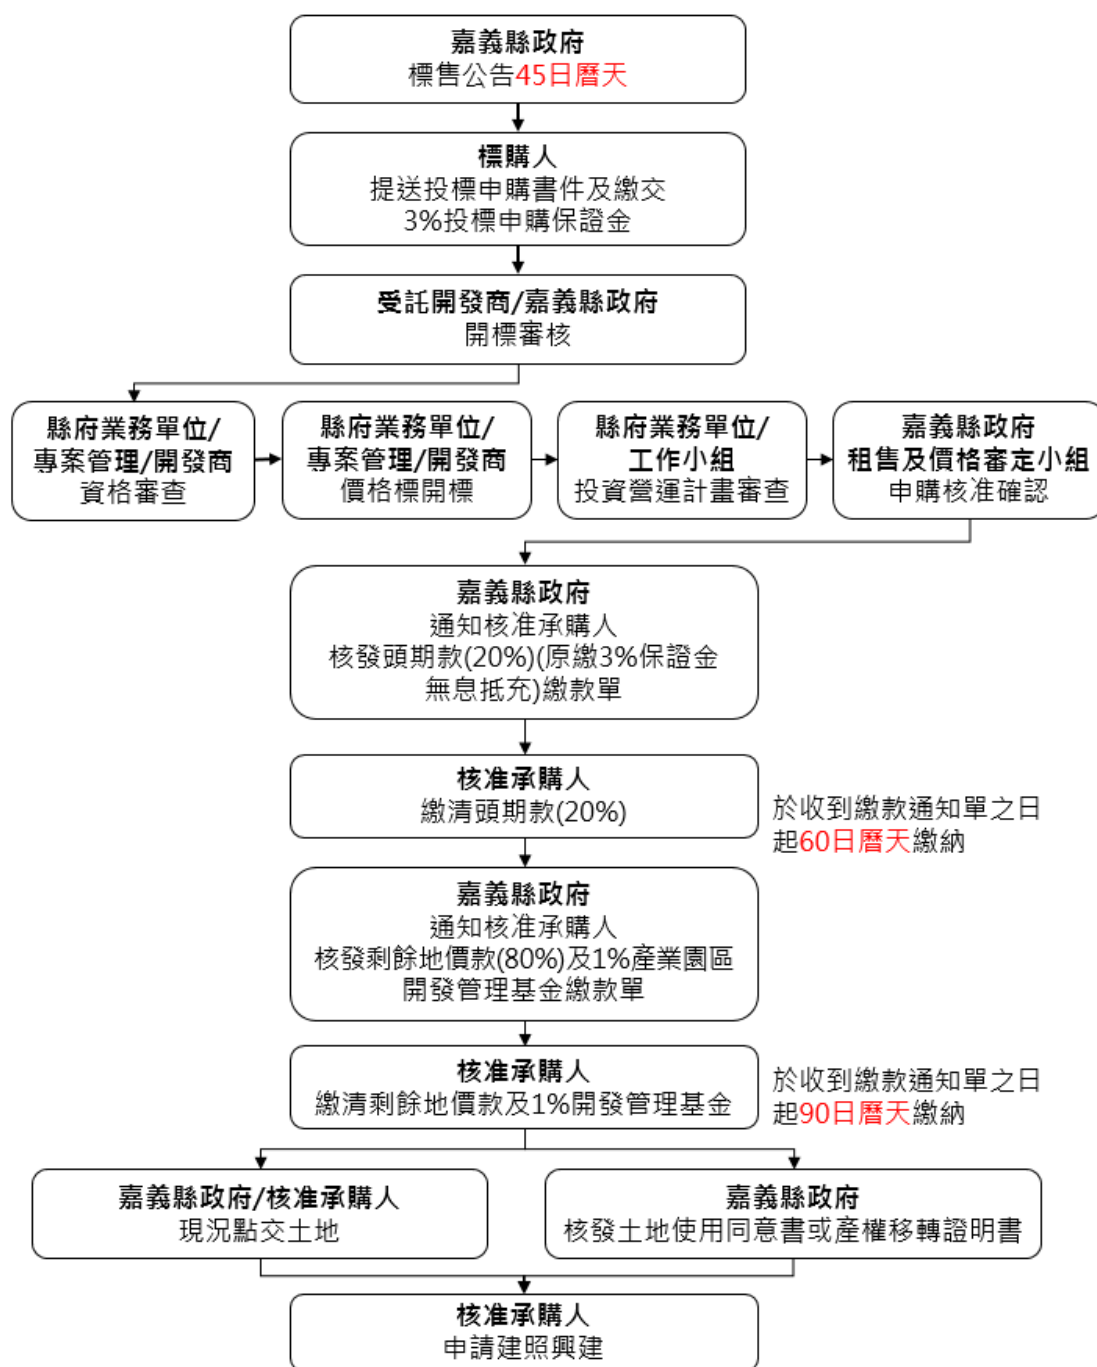 嘉義縣政府
標售公告45日曆天
標購人
提送投標申購書件及繳交
3%投標申購保證金
受託開發商/嘉義縣政府
開標審核
縣府業務單位/
專案管理/開發商
資格審查
縣府業務單位/
專案管理/開發商
價格標開標
縣府業務單位/
工作小組
投資營運計畫審查
嘉義縣政府
租售及價格審定小組
申購核准確認
嘉義縣政府
通知核准承購人
核發頭期款(20%)(原繳3%保證金
無息抵充)繳款單
核准承購人
繳清頭期款(20%)
於收到繳款通知單之日
起60日曆天繳納
嘉義縣政府
通知核准承購人
核發剩餘地價款(80%)及1%產業園區
開發管理基金繳款單
核准承購人
繳清剩餘地價款及1%開發管理基金
於收到繳款通知單之日
起90日曆天繳納
嘉義縣政府/核准承購人
現況點交土地
嘉義縣政府
核發土地使用同意書或產權移轉證明書
核准承購人
申請建照興建